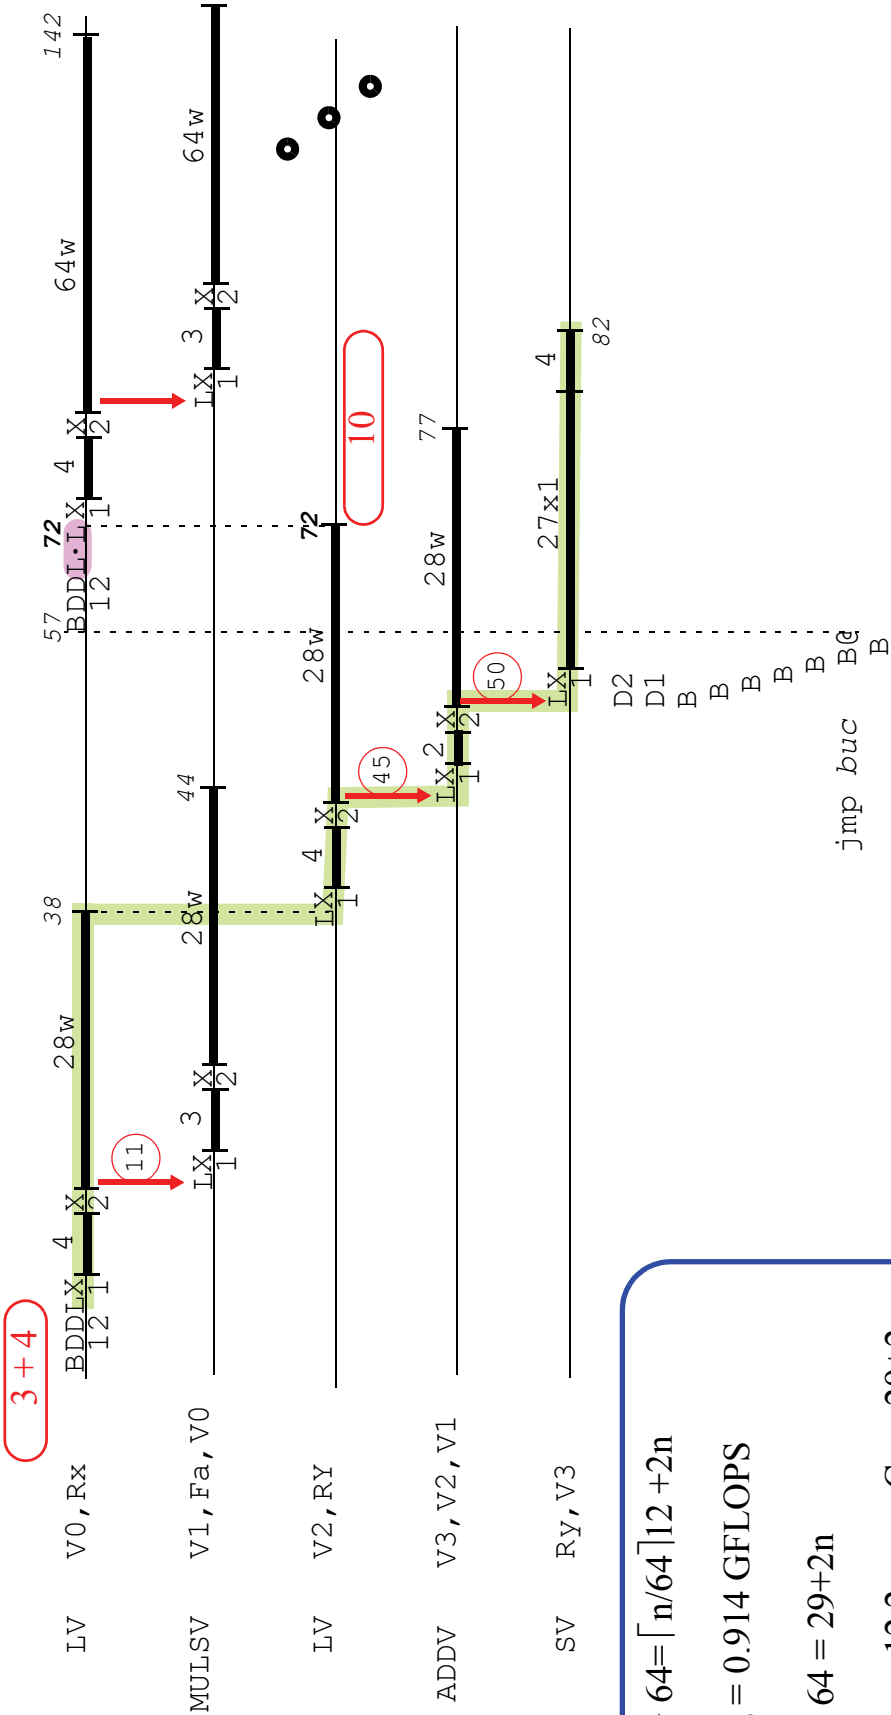 3 + 4
LV V0,Rx BDDLX 12 1 4 X 2 28w 38 57 BDDL·L 12 72 X 1 4 X 2 64w 142
11
MULSV V1,Fa,V0 LX 1 3 X 2 28w 44 LX 1 3 X 2 64w
LV V2,RY LX 1 4 X 2 28w 72
10
45
ADDV V3,V2,V1 LX 1 2 X 2 28w 77
50
SV Ry,V3 LX 1 27x1 4 82
D2
D1
B
B
B
B
B
jmp buc B@
B
64=⌈n/64⌉12 +2n
= 0.914 GFLOPS
64 = 29+2n